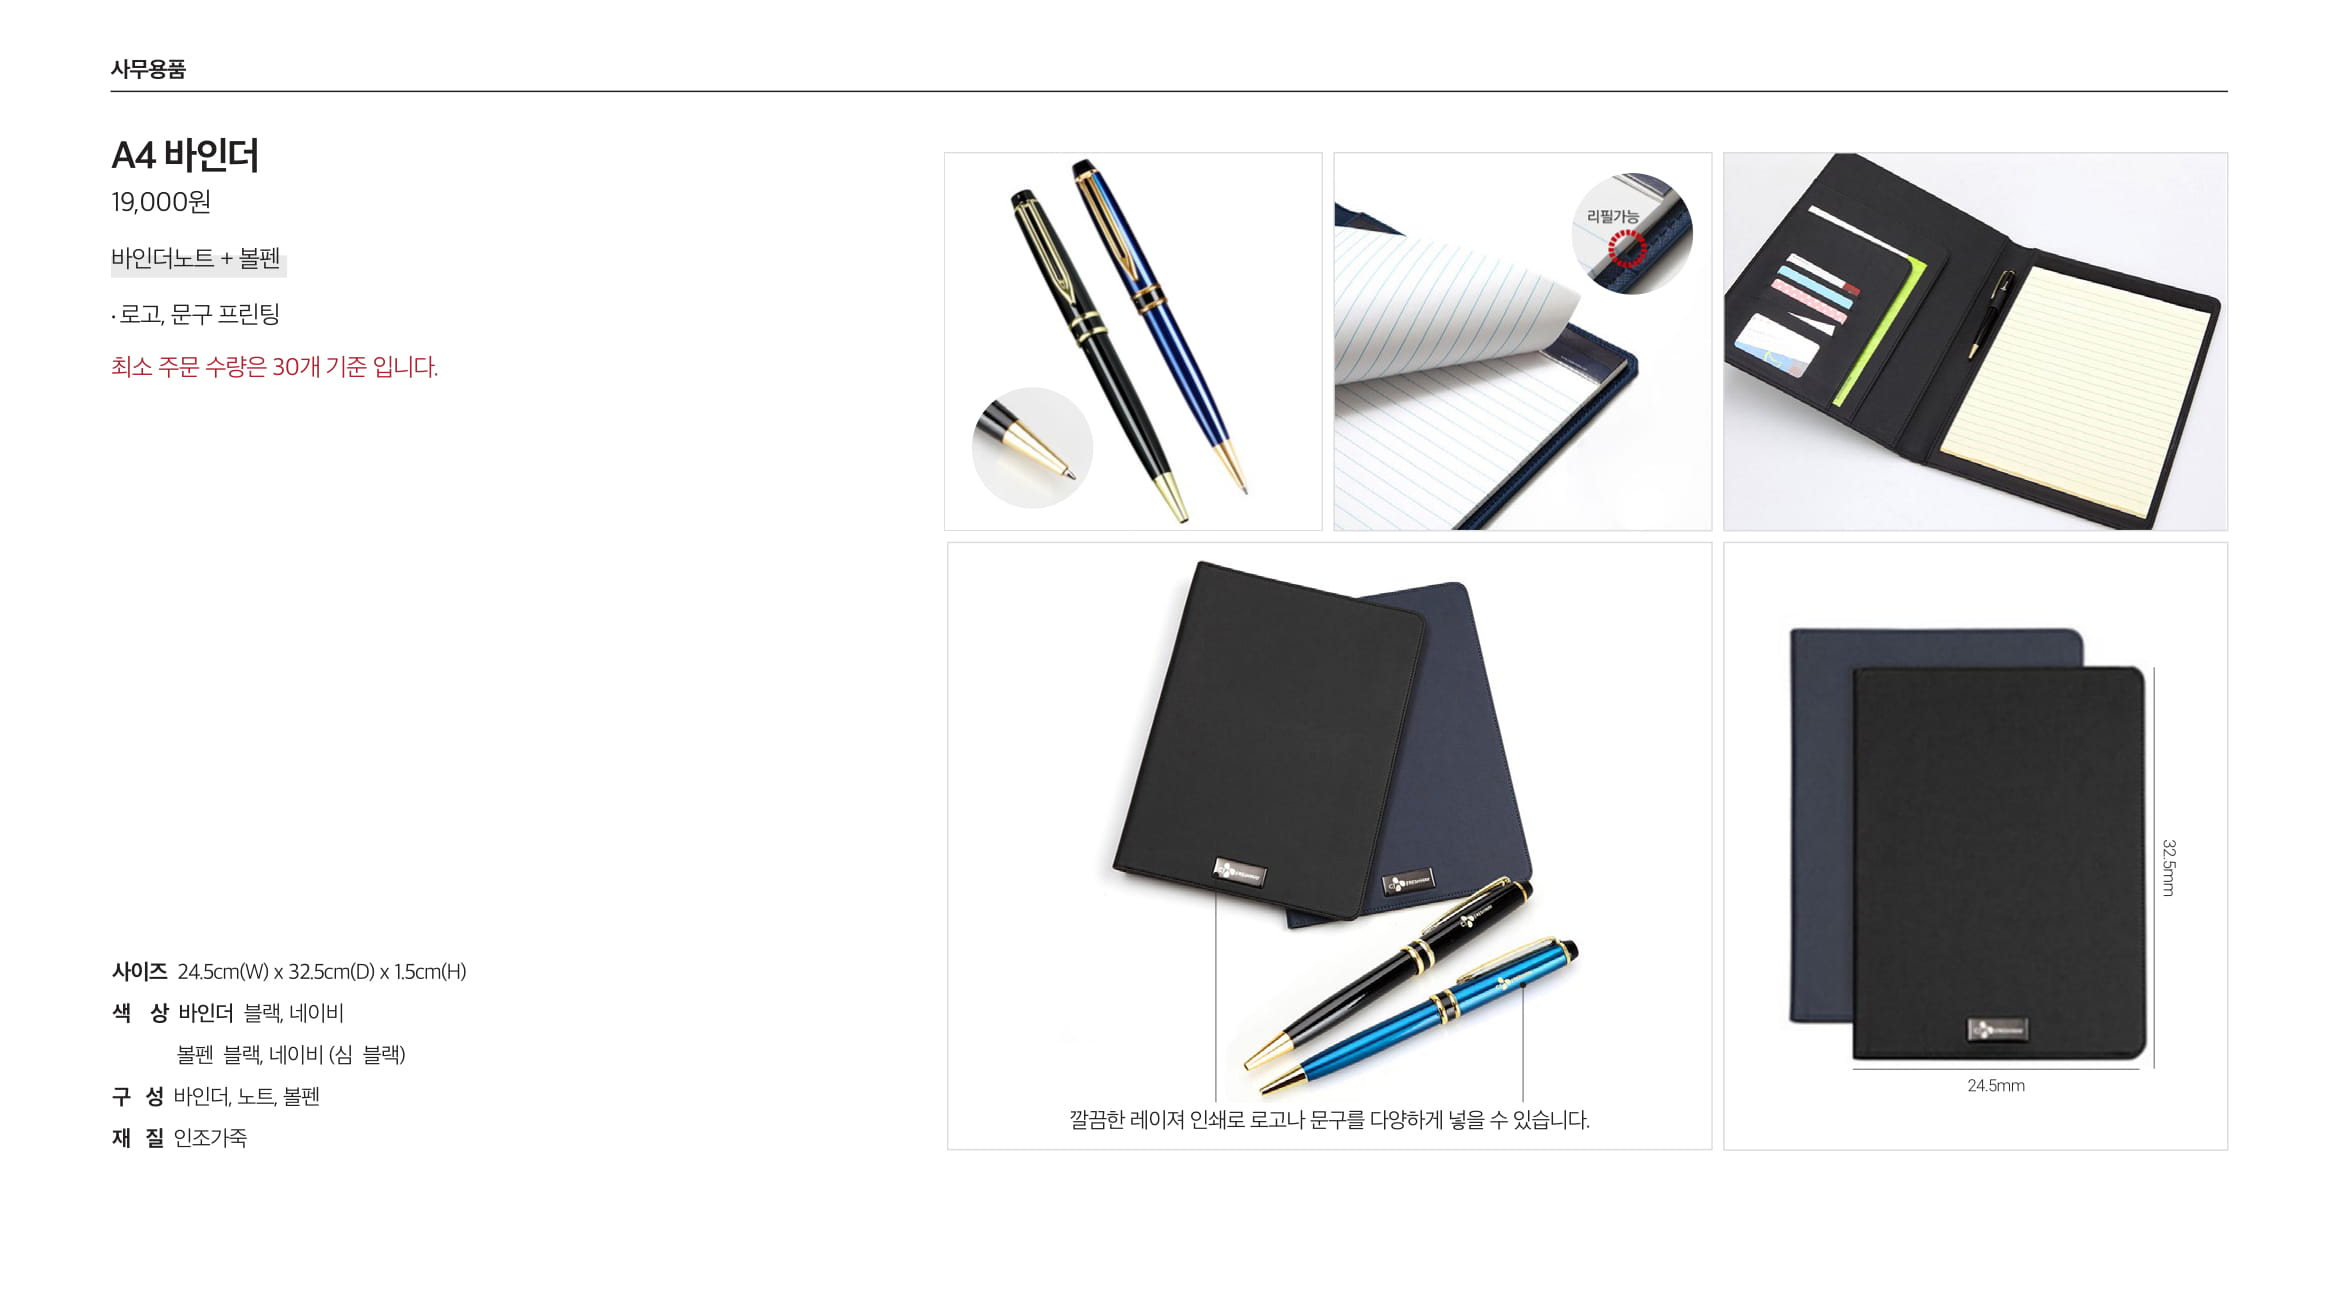 사무용품
A4 바인더
19,000원
바인더노트 + 볼펜
· 로고, 문구 프린팅
최소 주문 수량은 30개 기준 입니다.
사이즈 24.5cm(W) x 32.5cm(D) x 1.5cm(H)
색 상 바인더 블랙, 네이비
볼펜 블랙, 네이비 (심 블랙)
구 성 바인더, 노트, 볼펜
재 질 인조가죽
리필가능
CJ FRESHWAY
CJ FRESHWAY
깔끔한 레이져 인쇄로 로고나 문구를 다양하게 넣을 수 있습니다.
32.5mm
24.5mm